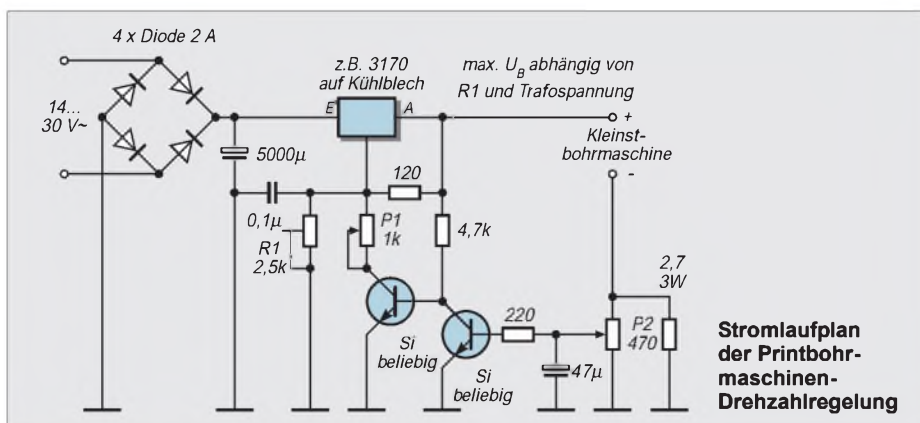 4 x Diode 2 A
z.B. 3170
auf Kühlblech
max. U_B abhängig von
R1 und Trafospannung
E
A
14...
30 V~
+
Kleinst-
bohrmaschine
-
5000µ
120
0,1µ
R1
2,5k
P1
1k
4,7k
2,7
3W
220
P2
470
Si
beliebig
Si
beliebig
47µ
Stromlaufplan
der Printbohr-
maschinen-
Drehzahlregelung